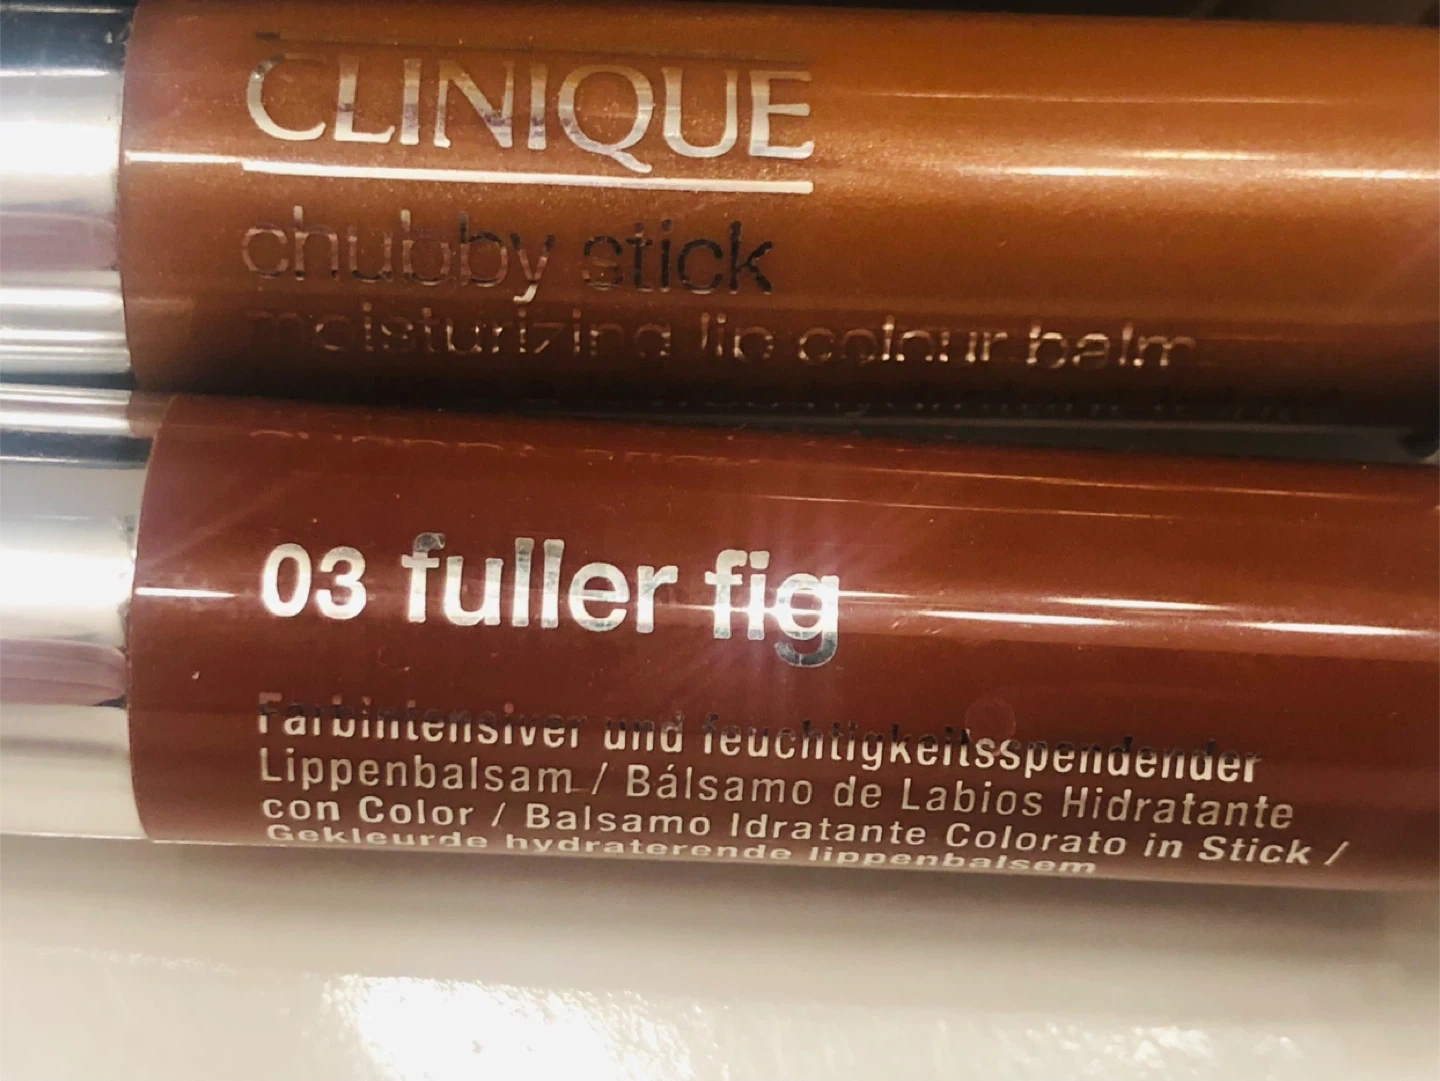 CLINIQUE
chubby stick
moisturizing lip colour balm
03 fuller fig
Farbintensiver und feuchtigkeitsspendender
Lippenbalsam / Bálsamo de Labios Hidratante
con Color / Balsamo Idratante Colorato in Stick /
Gekleurde hydraterende lippenbalsem